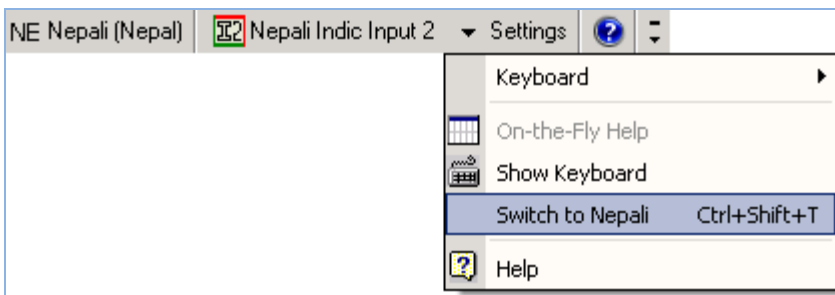 NE Nepali (Nepal) Nepali Indic Input 2 Settings
Keyboard
On-the-Fly Help
Show Keyboard
Switch to Nepali Ctrl+Shift+T
Help